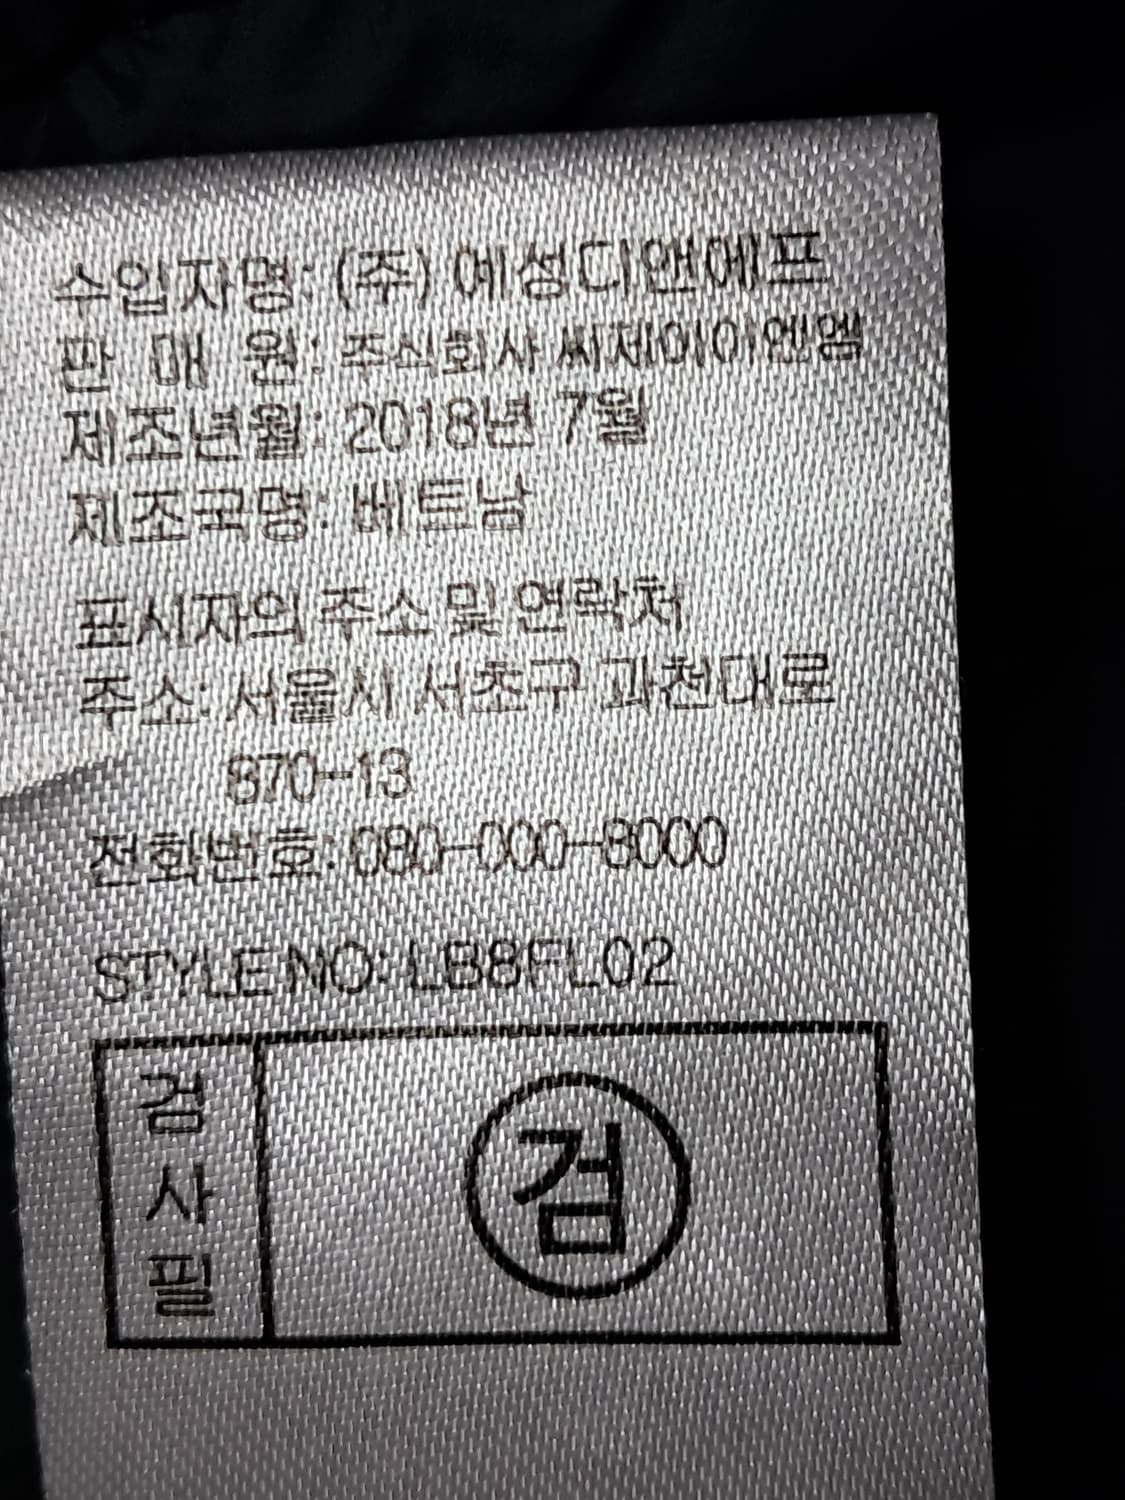 수입자명: (주) 예성디앤에프
판 매 원: 주식회사 씨제이이엔엠
제조년월: 2018년 7월
제조국명: 베트남
표시자의 주소 및 연락처
주소: 서울시 서초구 과천대로
870-13
전화번호: 080-000-8000
STYLE NO: LB8FL02
검사필
검